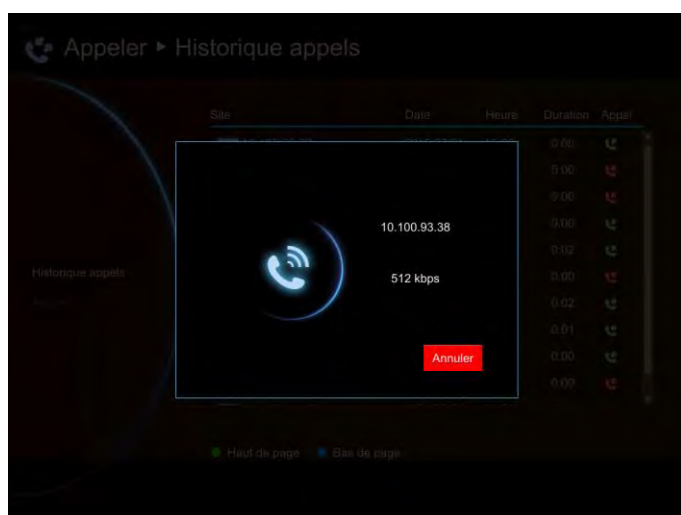 Appeler ▸ Historique appels
Site Date Heure Duration Appel
0:00
0:00
0:00
10.100.93.38
0:00
0:02
512 kbps
Historique appels
0:00
0:02
0:01
Annuler
0:00
0:00
Haut de page Bas de page